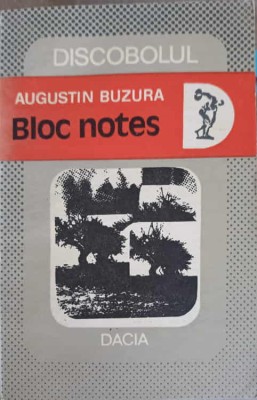 DISCOBOLUL
AUGUSTIN BUZURA
Bloc notes
DACIA